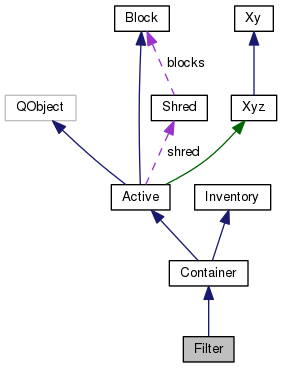 Block
Xy
blocks
QObject
Shred
Xyz
shred
Active
Inventory
Container
Filter